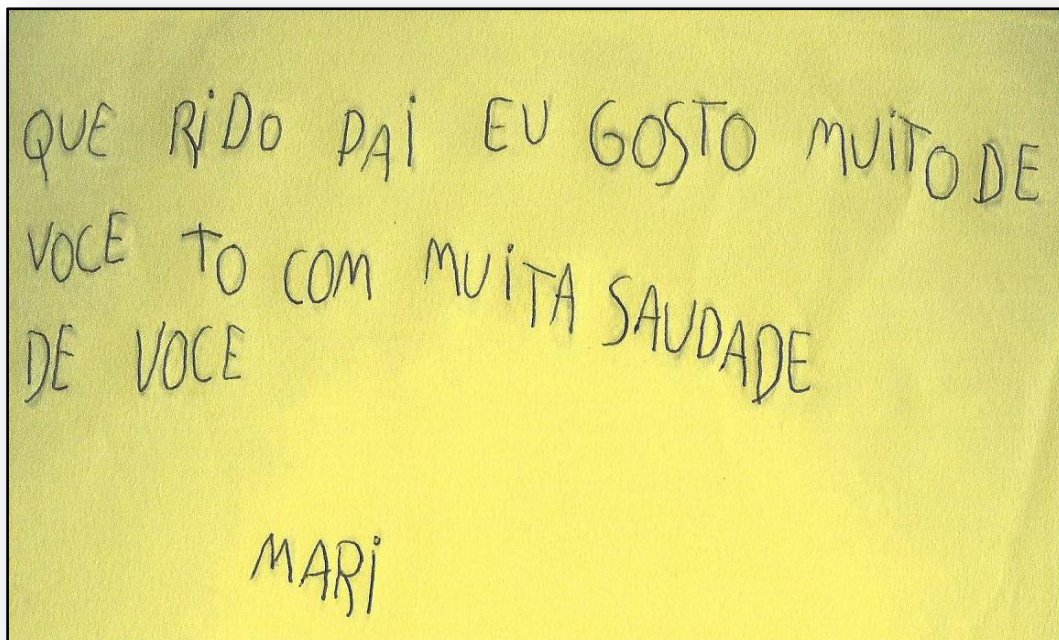 QUE RiDO PAi EU GOSTO MUiTO DE
VOCE TO COM MUiTA SAUDADE
DE VOCE
MARi